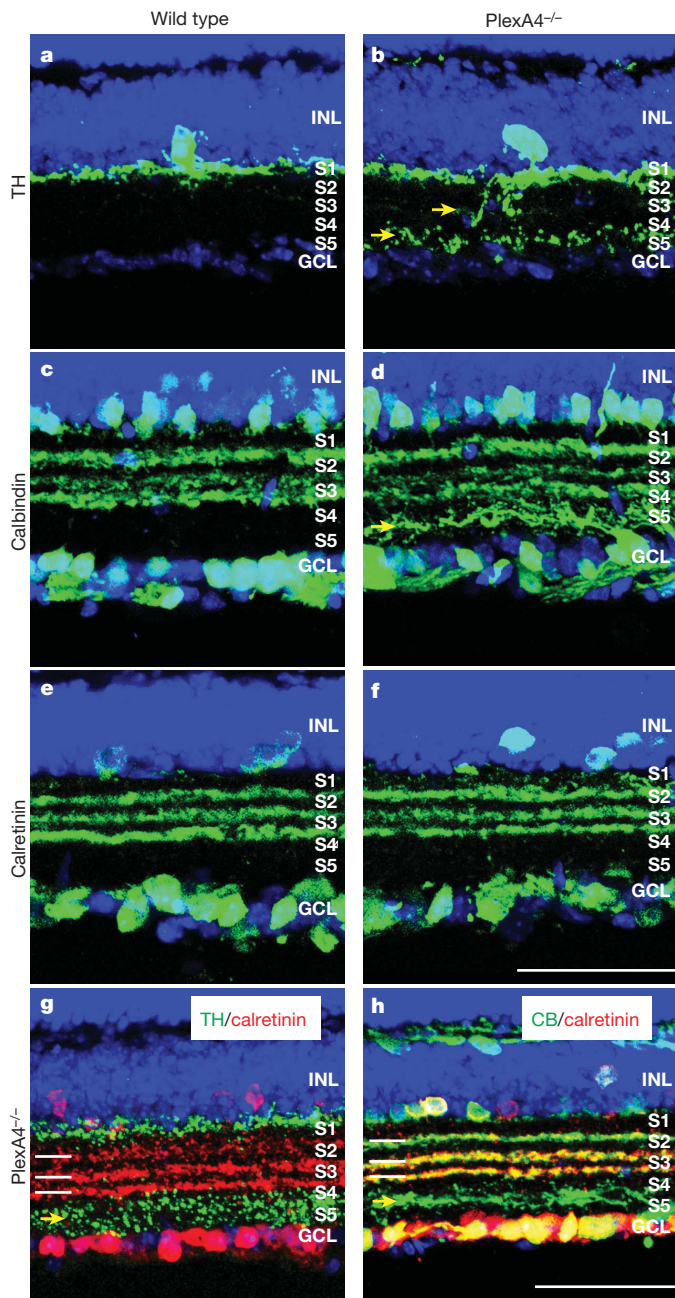 Wild type
PlexA4–/–
TH
a
INL
S1
S2
S3
S4
S5
GCL
b
INL
S1
S2
S3
S4
S5
GCL
Calbindin
c
INL
S1
S2
S3
S4
S5
GCL
d
INL
S1
S2
S3
S4
S5
GCL
Calretinin
e
INL
S1
S2
S3
S4
S5
GCL
f
INL
S1
S2
S3
S4
S5
GCL
PlexA4–/–
g
TH/calretinin
INL
S1
S2
S3
S4
S5
GCL
h
CB/calretinin
INL
S1
S2
S3
S4
S5
GCL